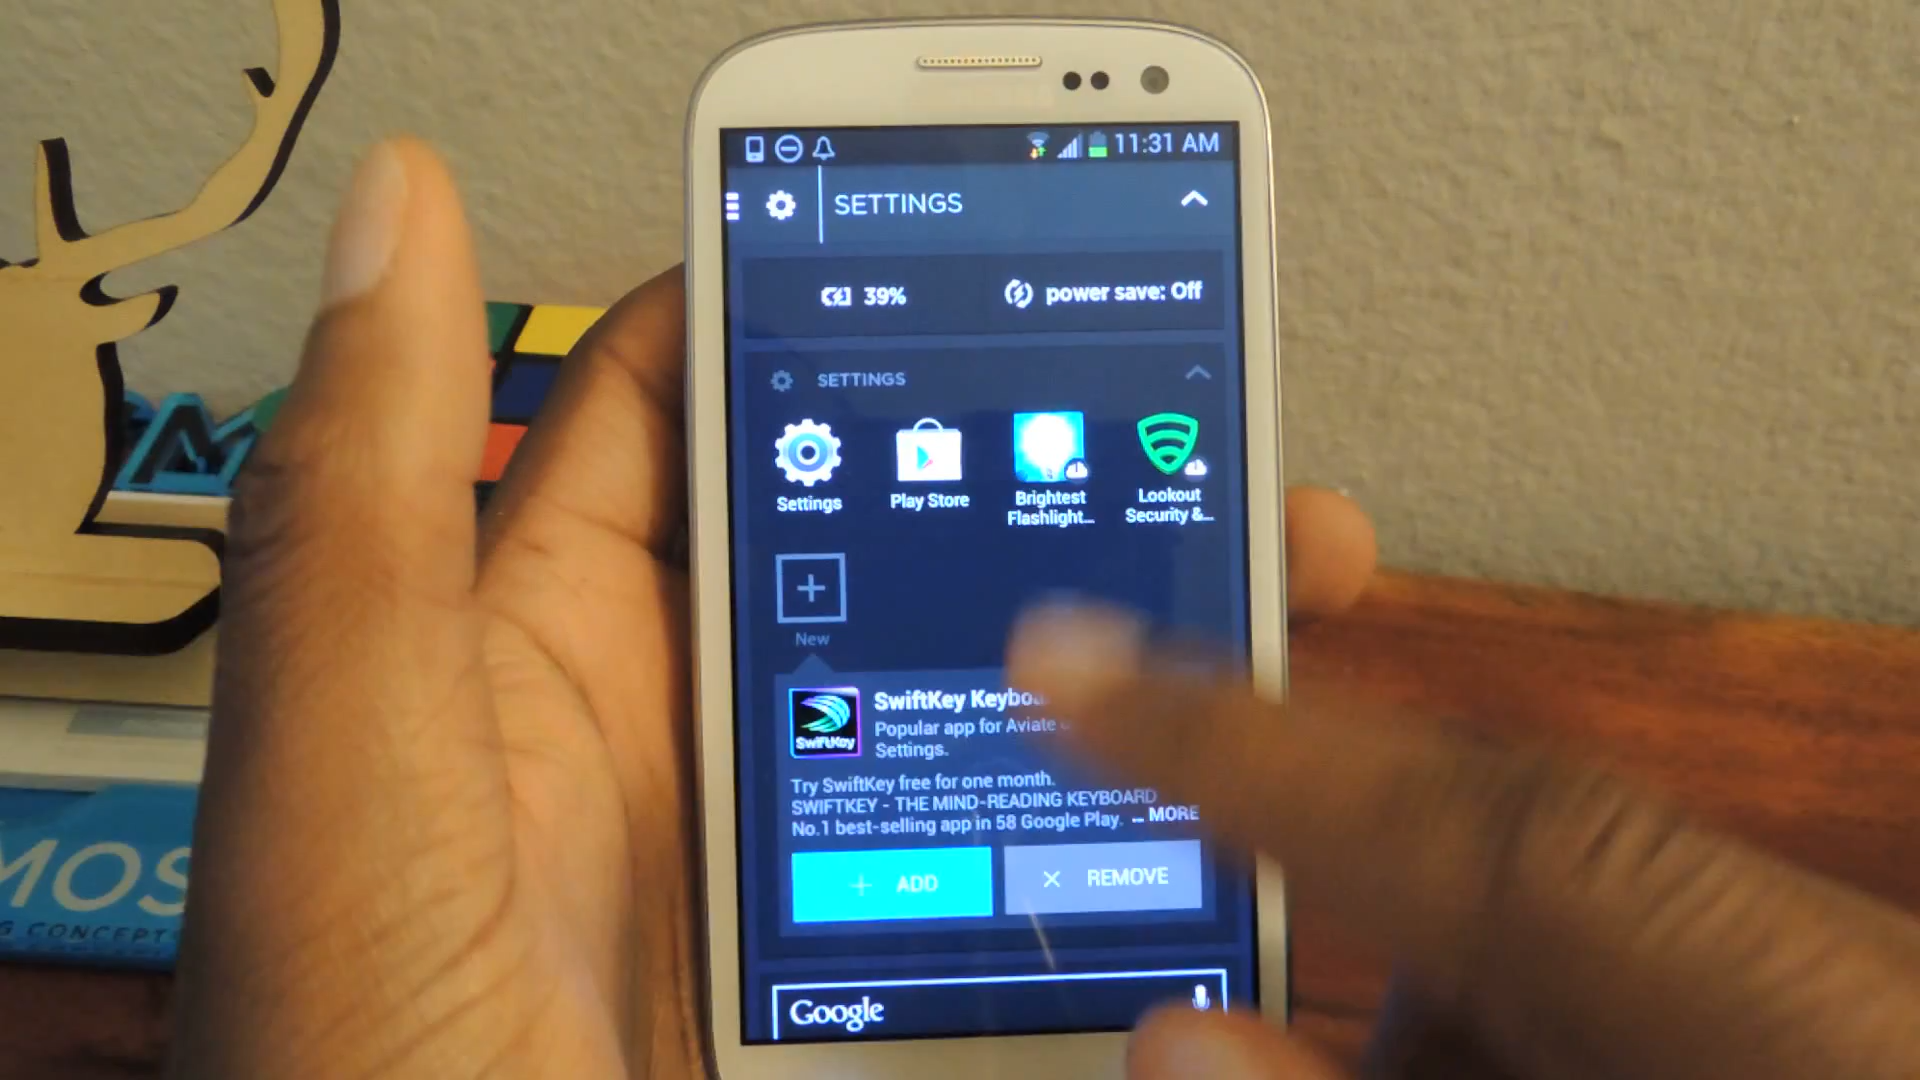 11:31 AM
SETTINGS
39%
power save: Off
SETTINGS
Settings
Play Store
Brightest
Flashlight...
Lookout
Security &...
New
SwiftKey
SwiftKey
Popular app for Aviate
Settings.
Try SwiftKey free for one month.
SWIFTKEY - THE MIND-READING KEYBOARD
No.1 best-selling app in 58 Google Play. ... MORE
+ ADD
× REMOVE
Google
MOS
G CONCEPTS